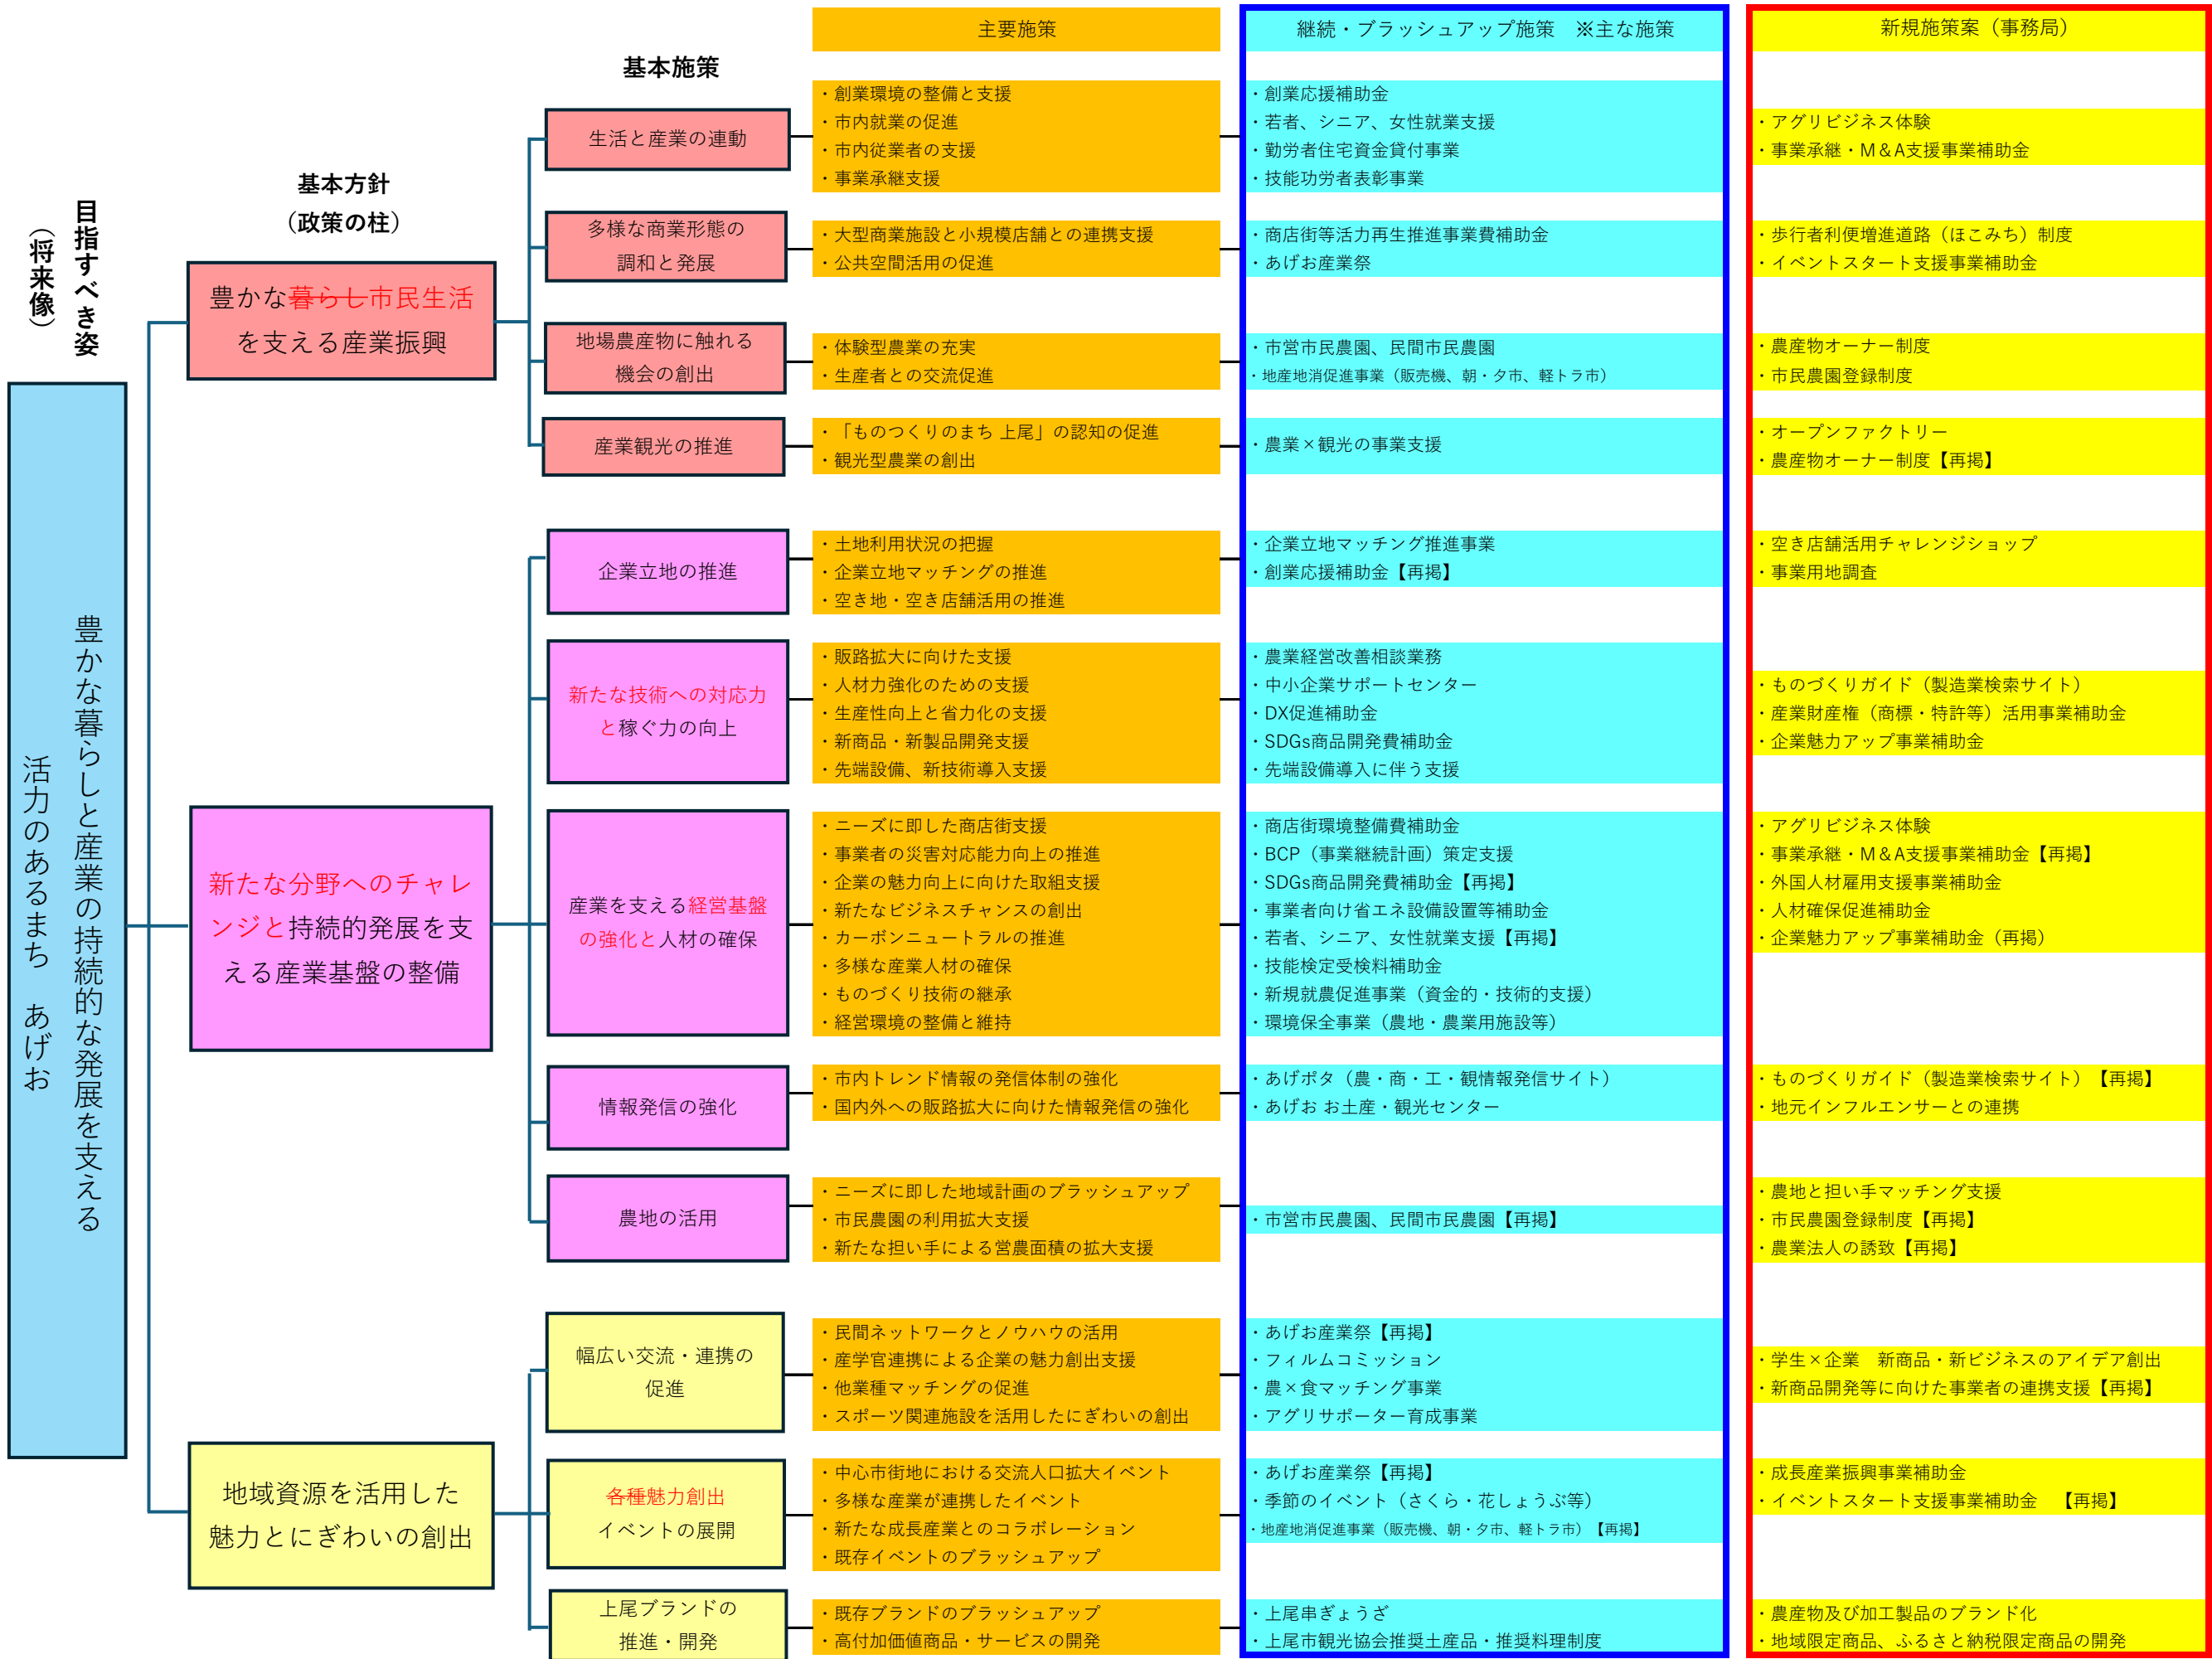 主要施策
継続・ブラッシュアップ施策　※主な施策
新規施策案（事務局）
基本施策
基本方針
（政策の柱）
目指すべき姿
（将来像）
豊かな暮らしと産業の持続的な発展を支える
活力のあるまち　あげお
豊かな暮らし市民生活
を支える産業振興
生活と産業の連動
・創業環境の整備と支援
・市内就業の促進
・市内従業者の支援
・事業承継支援
・創業応援補助金
・若者、シニア、女性就業支援
・勤労者住宅資金貸付事業
・技能功労者表彰事業
・アグリビジネス体験
・事業承継・M＆A支援事業補助金
多様な商業形態の
調和と発展
・大型商業施設と小規模店舗との連携支援
・公共空間活用の促進
・商店街等活力再生推進事業費補助金
・あげお産業祭
・歩行者利便増進道路（ほこみち）制度
・イベントスタート支援事業補助金
地場農産物に触れる
機会の創出
・体験型農業の充実
・生産者との交流促進
・市営市民農園、民間市民農園
・地産地消促進事業（販売機、朝・夕市、軽トラ市）
・農産物オーナー制度
・市民農園登録制度
産業観光の推進
・「ものつくりのまち 上尾」の認知の促進
・観光型農業の創出
・農業×観光の事業支援
・オープンファクトリー
・農産物オーナー制度【再掲】
新たな分野へのチャレ
ンジと持続的発展を支
える産業基盤の整備
企業立地の推進
・土地利用状況の把握
・企業立地マッチングの推進
・空き地・空き店舗活用の推進
・企業立地マッチング推進事業
・創業応援補助金【再掲】
・空き店舗活用チャレンジショップ
・事業用地調査
新たな技術への対応力
と稼ぐ力の向上
・販路拡大に向けた支援
・人材力強化のための支援
・生産性向上と省力化の支援
・新商品・新製品開発支援
・先端設備、新技術導入支援
・農業経営改善相談業務
・中小企業サポートセンター
・DX促進補助金
・SDGs商品開発費補助金
・先端設備導入に伴う支援
・ものづくりガイド（製造業検索サイト）
・産業財産権（商標・特許等）活用事業補助金
・企業魅力アップ事業補助金
産業を支える経営基盤
の強化と人材の確保
・ニーズに即した商店街支援
・事業者の災害対応能力向上の推進
・企業の魅力向上に向けた取組支援
・新たなビジネスチャンスの創出
・カーボンニュートラルの推進
・多様な産業人材の確保
・ものづくり技術の継承
・経営環境の整備と維持
・商店街環境整備費補助金
・BCP（事業継続計画）策定支援
・SDGs商品開発費補助金【再掲】
・事業者向け省エネ設備設置等補助金
・若者、シニア、女性就業支援【再掲】
・技能検定受検料補助金
・新規就農促進事業（資金的・技術的支援）
・環境保全事業（農地・農業用施設等）
・アグリビジネス体験
・事業承継・M＆A支援事業補助金【再掲】
・外国人材雇用支援事業補助金
・人材確保促進補助金
・企業魅力アップ事業補助金（再掲）
情報発信の強化
・市内トレンド情報の発信体制の強化
・国内外への販路拡大に向けた情報発信の強化
・あげポタ（農・商・工・観情報発信サイト）
・あげお お土産・観光センター
・ものづくりガイド（製造業検索サイト）【再掲】
・地元インフルエンサーとの連携
農地の活用
・ニーズに即した地域計画のブラッシュアップ
・市民農園の利用拡大支援
・新たな担い手による営農面積の拡大支援
・市営市民農園、民間市民農園【再掲】
・農地と担い手マッチング支援
・市民農園登録制度【再掲】
・農業法人の誘致【再掲】
地域資源を活用した
魅力とにぎわいの創出
幅広い交流・連携の
促進
・民間ネットワークとノウハウの活用
・産学官連携による企業の魅力創出支援
・他業種マッチングの促進
・スポーツ関連施設を活用したにぎわいの創出
・あげお産業祭【再掲】
・フィルムコミッション
・農×食マッチング事業
・アグリサポーター育成事業
・学生×企業　新商品・新ビジネスのアイデア創出
・新商品開発等に向けた事業者の連携支援【再掲】
各種魅力創出
イベントの展開
・中心市街地における交流人口拡大イベント
・多様な産業が連携したイベント
・新たな成長産業とのコラボレーション
・既存イベントのブラッシュアップ
・あげお産業祭【再掲】
・季節のイベント（さくら・花しょうぶ等）
・地産地消促進事業（販売機、朝・夕市、軽トラ市）【再掲】
・成長産業振興事業補助金
・イベントスタート支援事業補助金　【再掲】
上尾ブランドの
推進・開発
・既存ブランドのブラッシュアップ
・高付加価値商品・サービスの開発
・上尾串ぎょうざ
・上尾市観光協会推奨土産品・推奨料理制度
・農産物及び加工製品のブランド化
・地域限定商品、ふるさと納税限定商品の開発